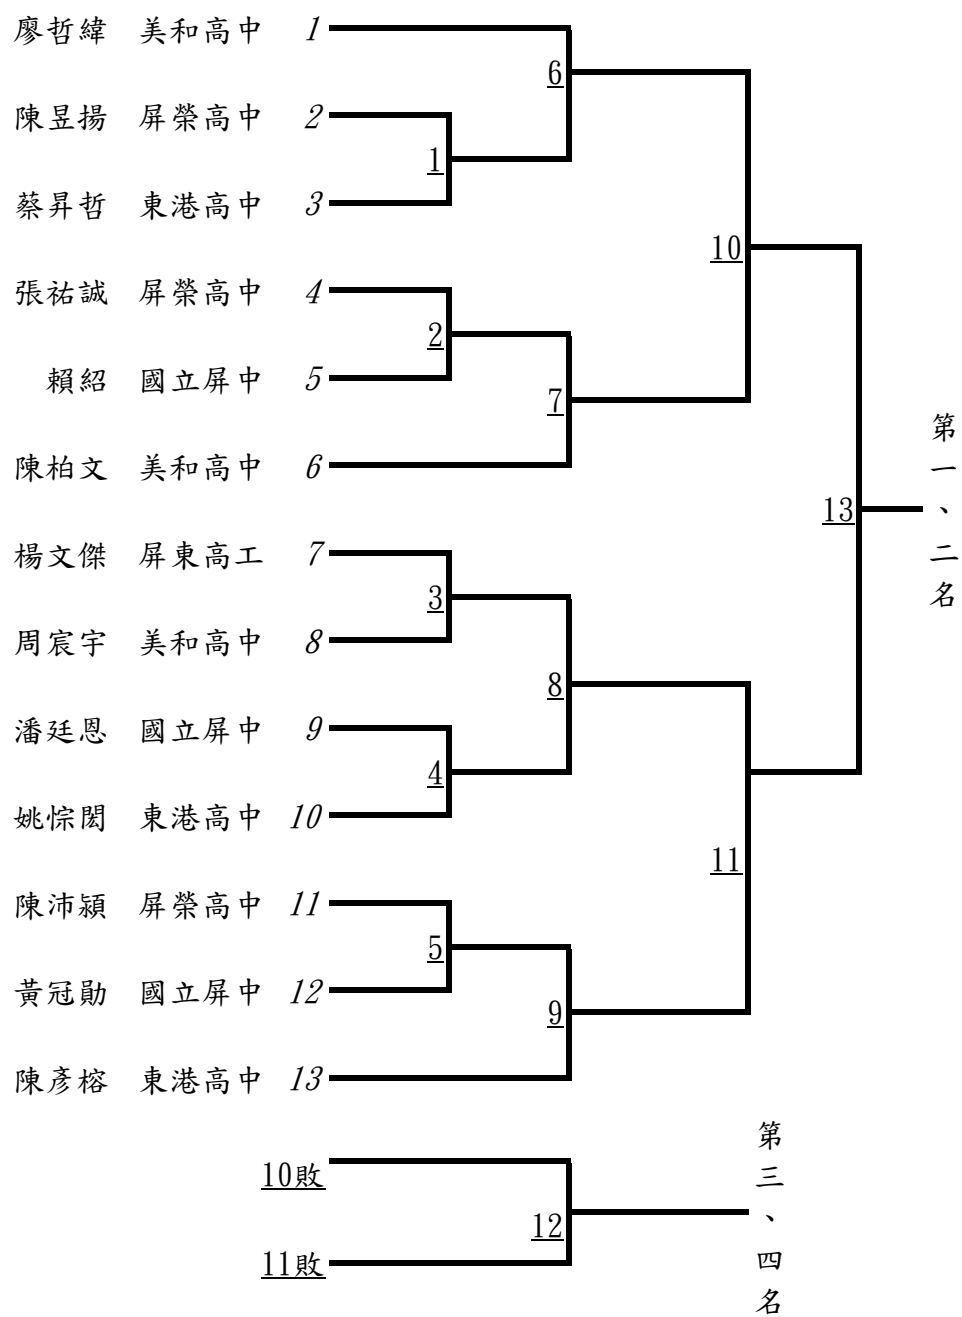 廖哲緯 美和高中 1
6
陳昱揚 屏榮高中 2
1
蔡昇哲 東港高中 3
10
張祐誠 屏榮高中 4
2
賴紹 國立屏中 5
7
陳柏文 美和高中 6
13
第一、二名
楊文傑 屏東高工 7
3
周宸宇 美和高中 8
8
潘廷恩 國立屏中 9
4
姚悰閎 東港高中 10
11
陳沛潁 屏榮高中 11
5
黃冠勛 國立屏中 12
9
陳彥榕 東港高中 13
10敗
12
11敗
第三、四名